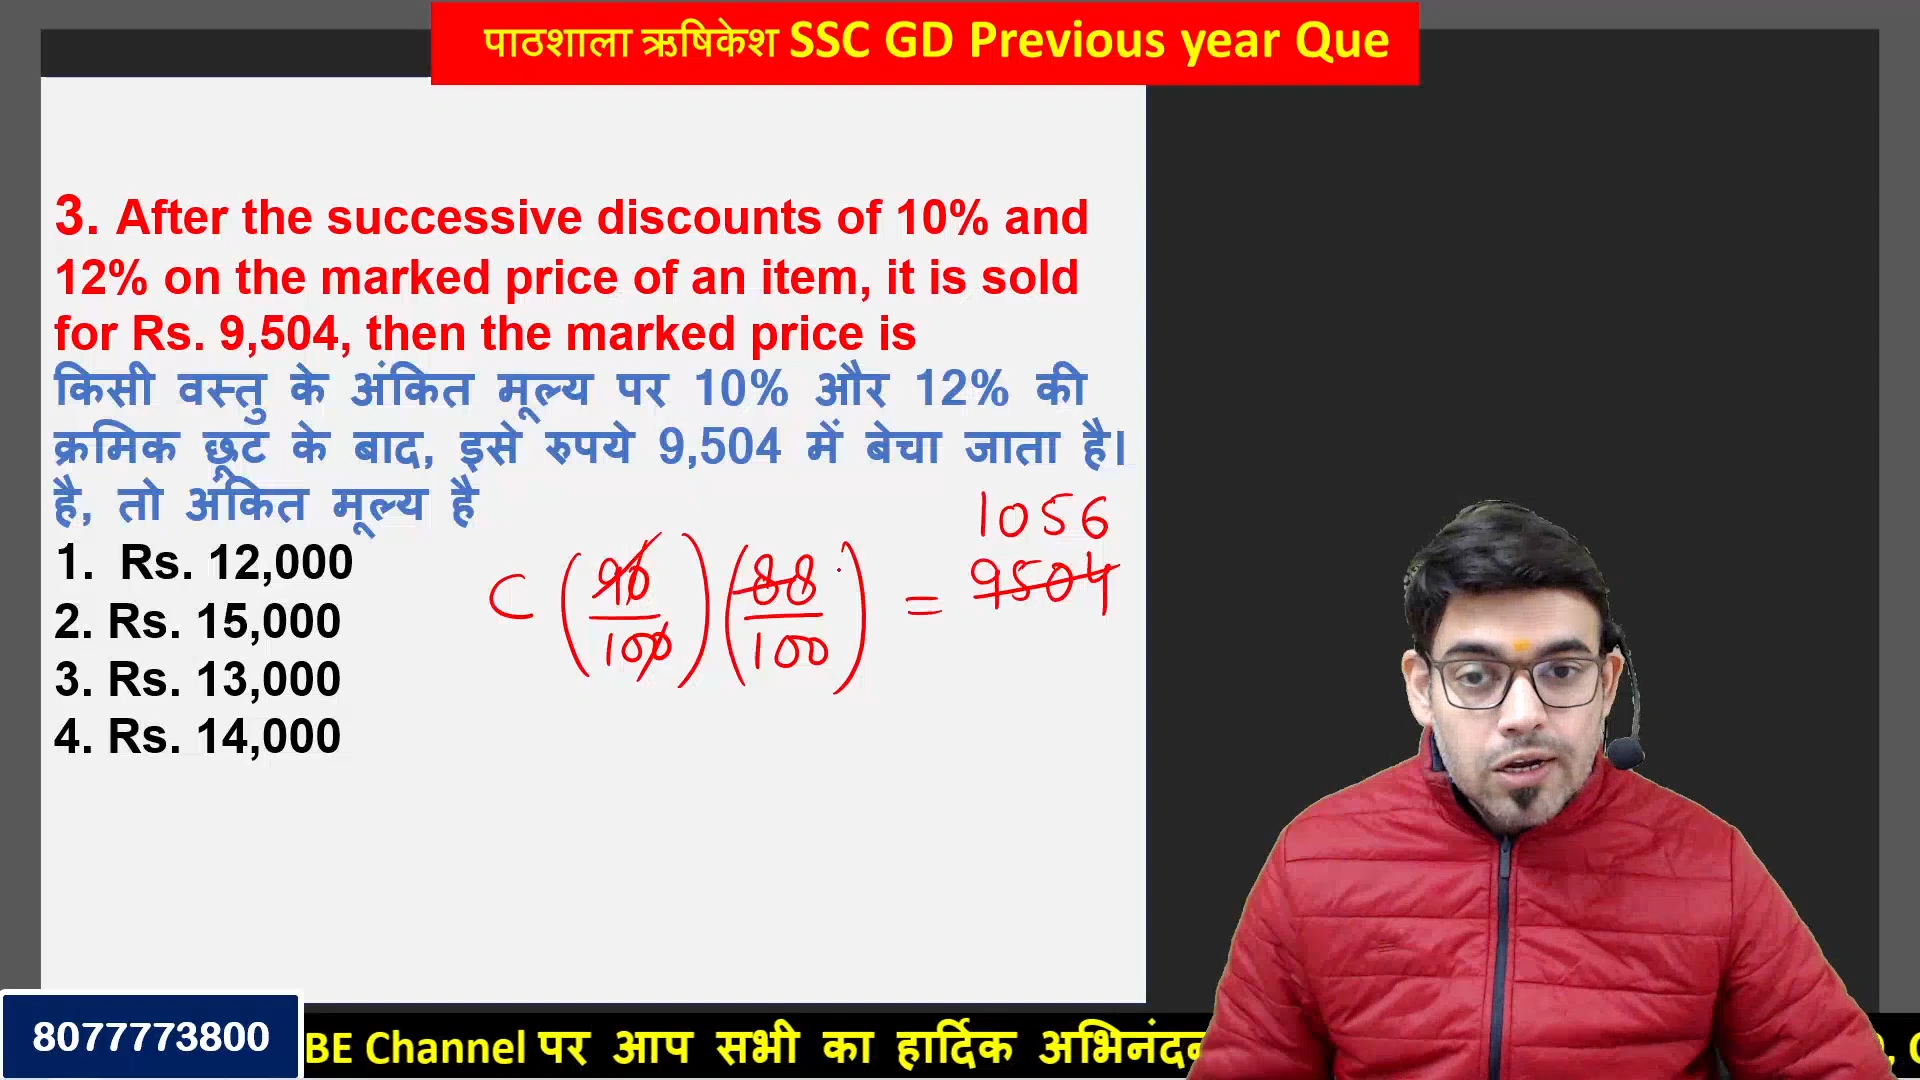 पाठशाला ऋषिकेश SSC GD Previous year Que
3. After the successive discounts of 10% and
12% on the marked price of an item, it is sold
for Rs. 9,504, then the marked price is
किसी वस्तु के अंकित मूल्य पर 10% और 12% की
क्रमिक छूट के बाद, इसे रुपये 9,504 में बेचा जाता है।
है, तो अंकित मूल्य है
1. Rs. 12,000
2. Rs. 15,000
3. Rs. 13,000
4. Rs. 14,000
1056
C (90/100) (88/100) = 9504
8077773800
BE Channel पर आप सभी का हार्दिक अभिनंदन